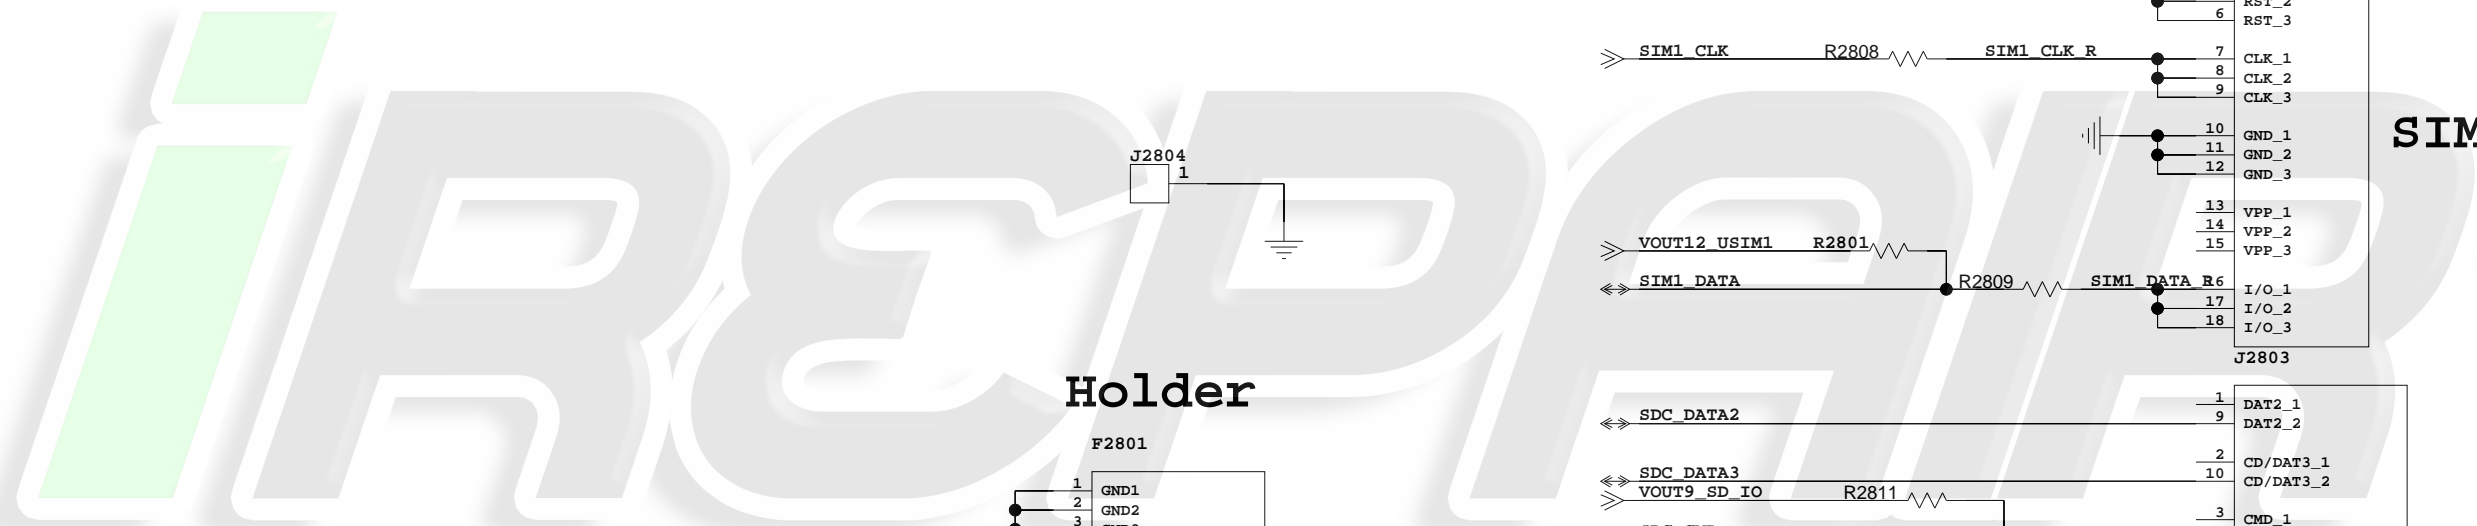 RST_2
6 RST_3
SIM1_CLK R2808 SIM1_CLK_R 7 CLK_1
8 CLK_2
9 CLK_3
10 GND_1
11 GND_2
12 GND_3
SIM
J2804
1
13 VPP_1
14 VPP_2
15 VPP_3
VOUT12_USIM1 R2801
SIM1_DATA R2809 SIM1_DATA_R 16 I/O_1
17 I/O_2
18 I/O_3
J2803
Holder
F2801
1 GND1
2 GND2
3
SDC_DATA2
1 DAT2_1
9 DAT2_2
SDC_DATA3
2 CD/DAT3_1
10 CD/DAT3_2
VOUT9_SD_IO R2811
3 CMD_1
iREPAIR